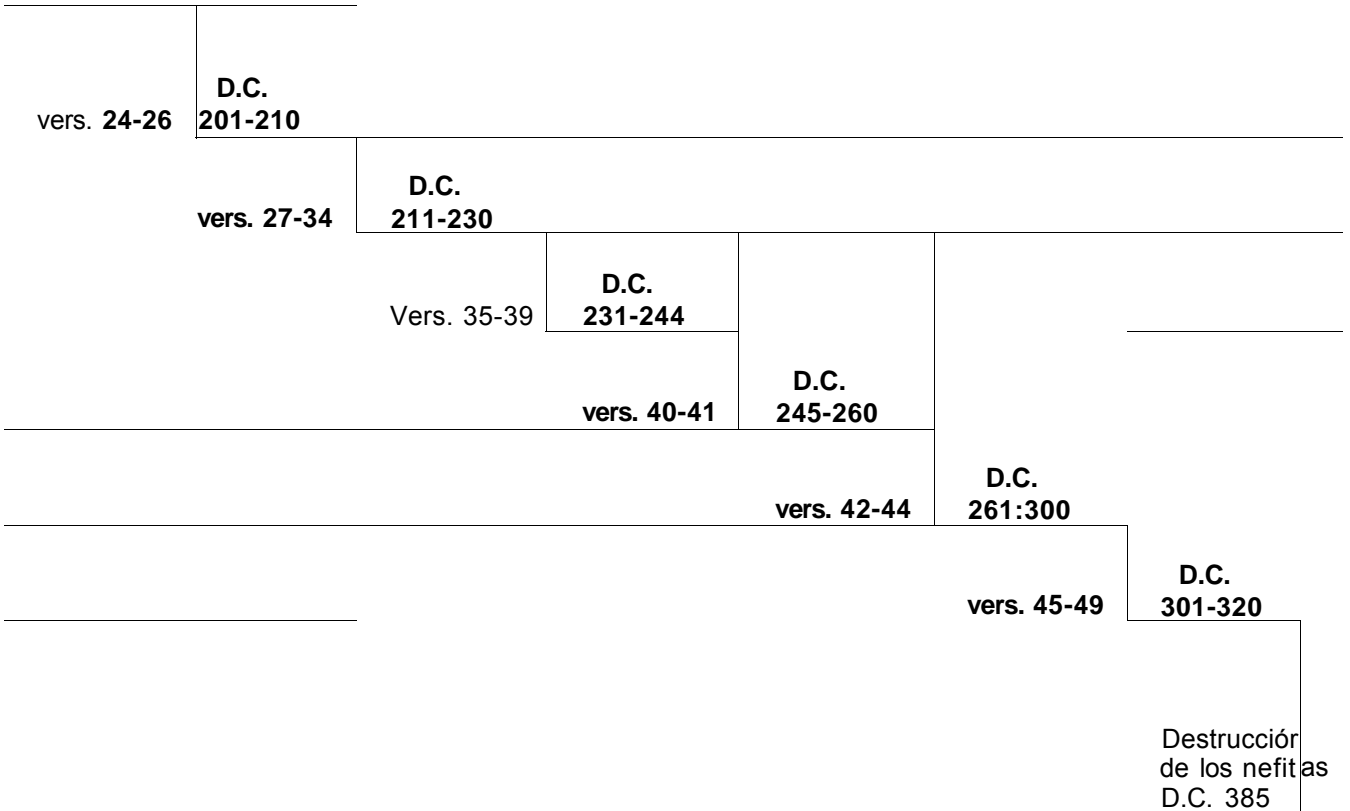 D.C.
vers. 24-26 201-210
D.C.
vers. 27-34 211-230
D.C.
Vers. 35-39 231-244
D.C.
vers. 40-41 245-260
D.C.
vers. 42-44 261:300
D.C.
vers. 45-49 301-320
Destrucciór
de los nefitas
D.C. 385